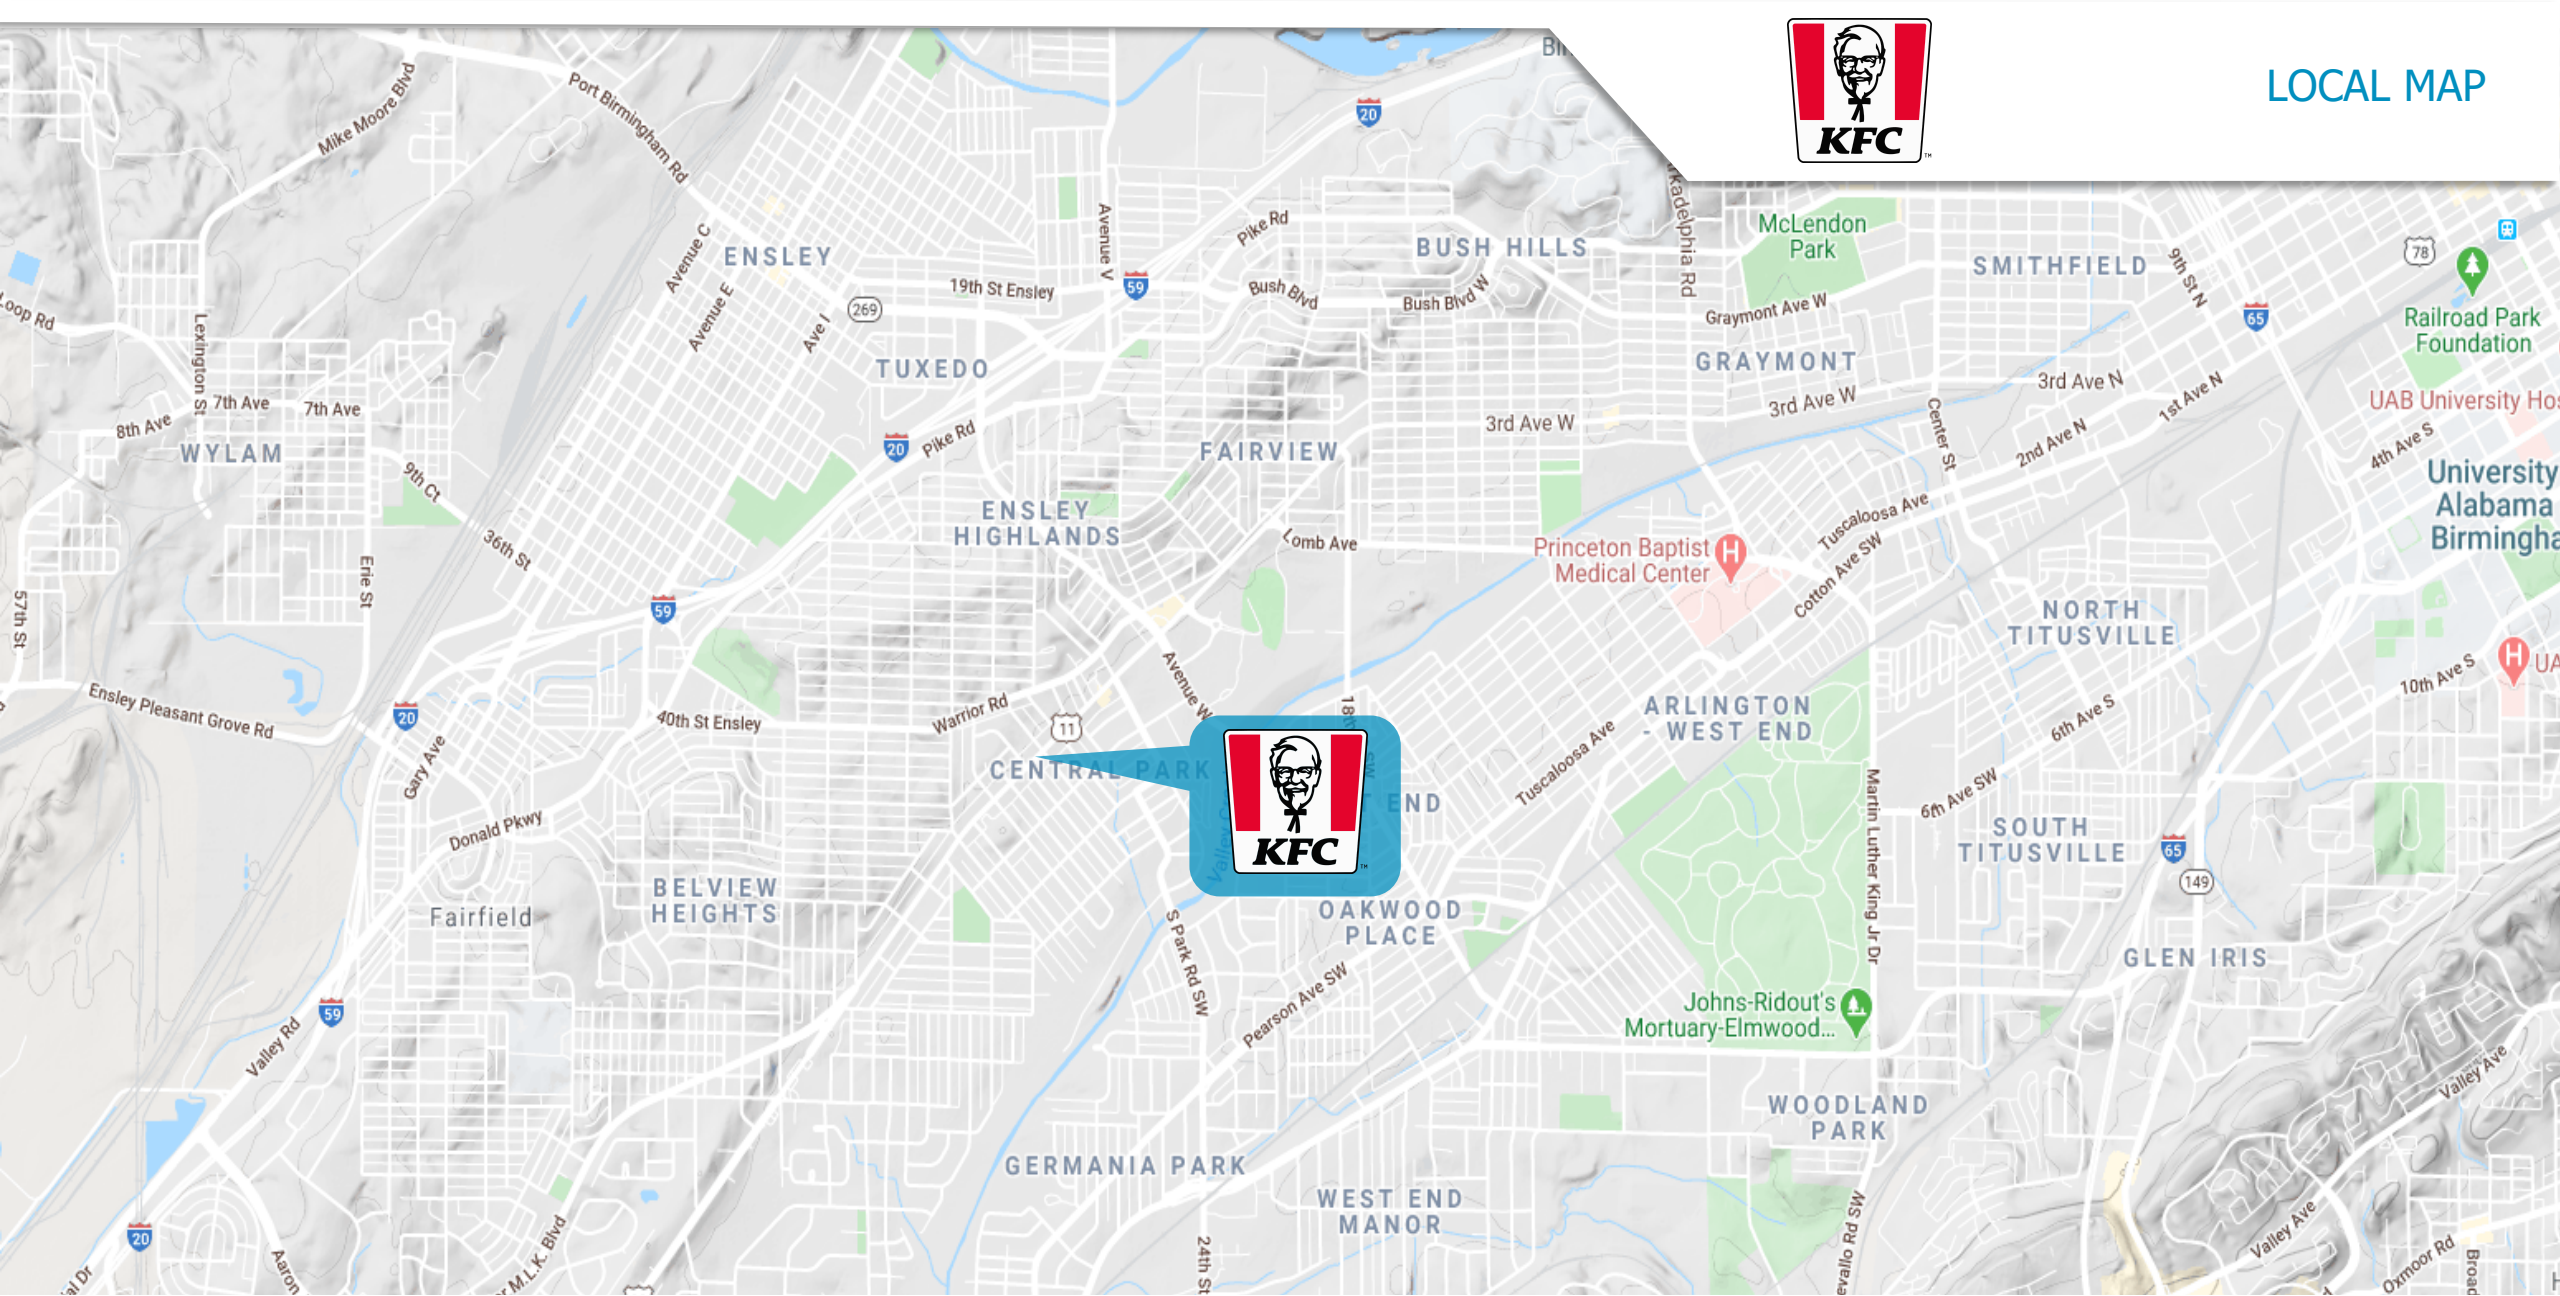 KFC
LOCAL MAP
Mike Moore Blvd
Port Birmingham Rd
20
Avenue C
ENSLEY
Avenue E
Ave I
269
19th St Ensley
Avenue V
59
Pike Rd
Bush Blvd
Bush Blvd W
BUSH HILLS
McLendon
Park
Graymont Ave W
SMITHFIELD
9th St N
65
78
Railroad Park
Foundation
Loop Rd
Lexington St
7th Ave
7th Ave
8th Ave
WYLAM
9th Ct
36th St
Erie St
57th St
TUXEDO
20
Pike Rd
FAIRVIEW
3rd Ave W
GRAYMONT
3rd Ave W
3rd Ave N
1st Ave N
2nd Ave N
Center St
UAB University Hos
4th Ave S
University
Alabama
Birmingha
ENSLEY
HIGHLANDS
Lomb Ave
Princeton Baptist
Medical Center
Tuscaloosa Ave
Cotton Ave SW
NORTH
TITUSVILLE
59
Ensley Pleasant Grove Rd
20
Gary Ave
40th St Ensley
Warrior Rd
11
Avenue W
CENTRAL PARK
KFC
END
Tuscaloosa Ave
ARLINGTON
- WEST END
6th Ave S
10th Ave S
UA
Martin Luther King Jr Dr
6th Ave SW
SOUTH
TITUSVILLE
65
149
Donald Pkwy
Fairfield
BELVIEW
HEIGHTS
OAKWOOD
PLACE
S Park Rd SW
Pearson Ave SW
GLEN IRIS
Johns-Ridout's
Mortuary-Elmwood...
59
Valley Rd
WOODLAND
PARK
Valley Ave
GERMANIA PARK
WEST END
MANOR
20
Aaron
M.L.K. Blvd
24th St
Valley Ave
Oxmoor Rd